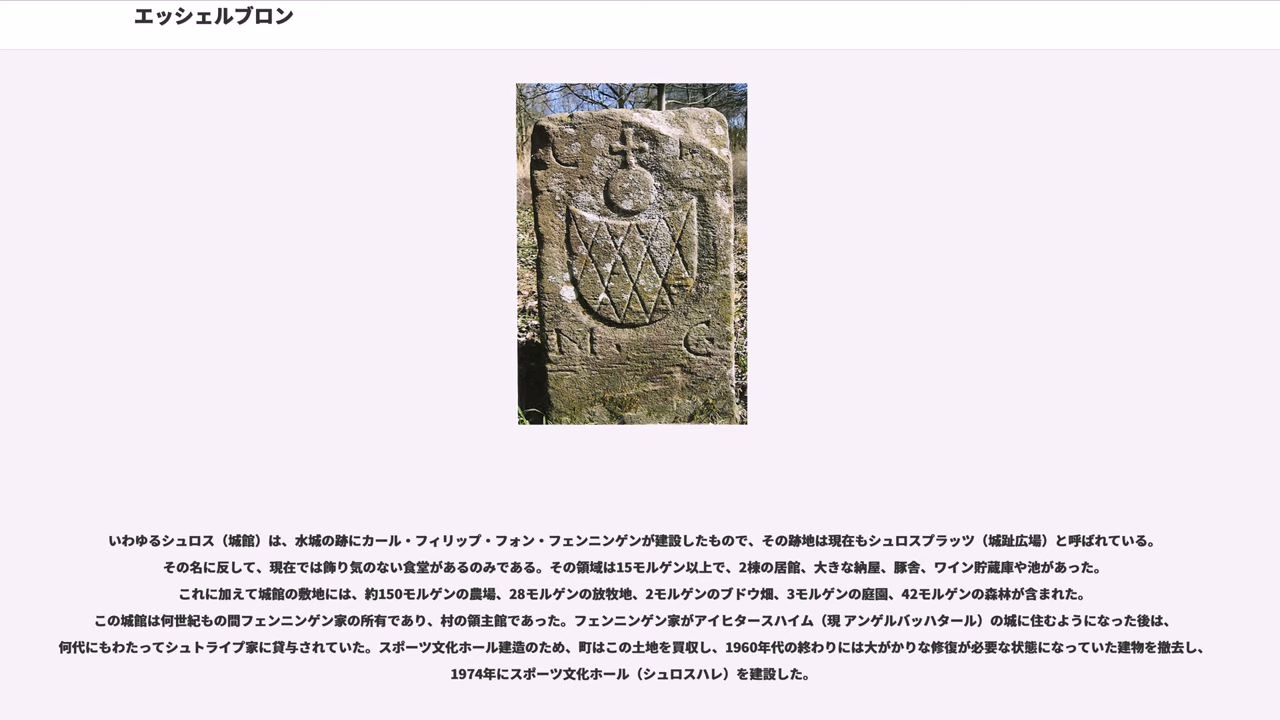 エッシェルブロン
M. G
いわゆるシュロス（城館）は、水城の跡にカール・フィリップ・フォン・フェンニンゲンが建設したもので、その跡地は現在もシュロスプラッツ（城趾広場）と呼ばれている。
その名に反して、現在では飾り気のない食堂があるのみである。その領域は15モルゲン以上で、2棟の居館、大きな納屋、豚舎、ワイン貯蔵庫や池があった。
これに加えて城館の敷地には、約150モルゲンの農場、28モルゲンの放牧地、2モルゲンのブドウ畑、3モルゲンの庭園、42モルゲンの森林が含まれた。
この城館は何世紀もの間フェンニンゲン家の所有であり、村の領主館であった。フェンニンゲン家がアイヒタースハイム（現 アンゲルバッハタール）の城に住むようになった後は、
何代にもわたってシュトライプ家に貸与されていた。スポーツ文化ホール建造のため、町はこの土地を買収し、1960年代の終わりには大がかりな修復が必要な状態になっていた建物を撤去し、
1974年にスポーツ文化ホール（シュロスハレ）を建設した。